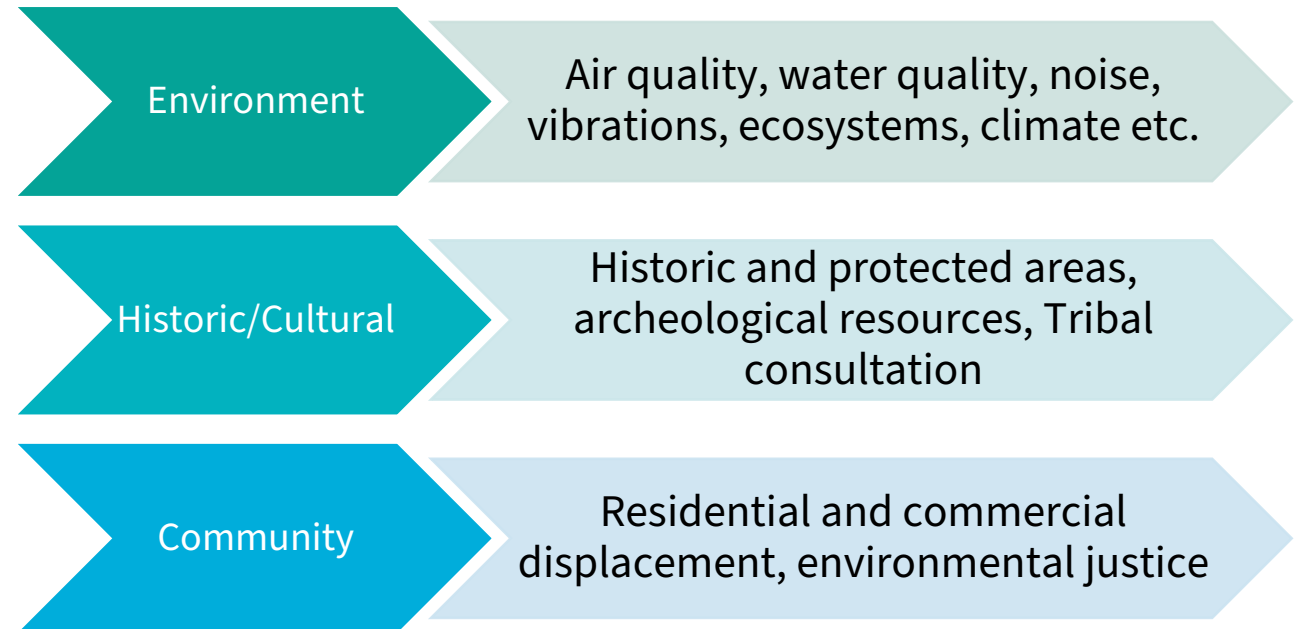 Environment
Air quality, water quality, noise,
vibrations, ecosystems, climate etc.
Historic/Cultural
Historic and protected areas,
archeological resources, Tribal
consultation
Community
Residential and commercial
displacement, environmental justice